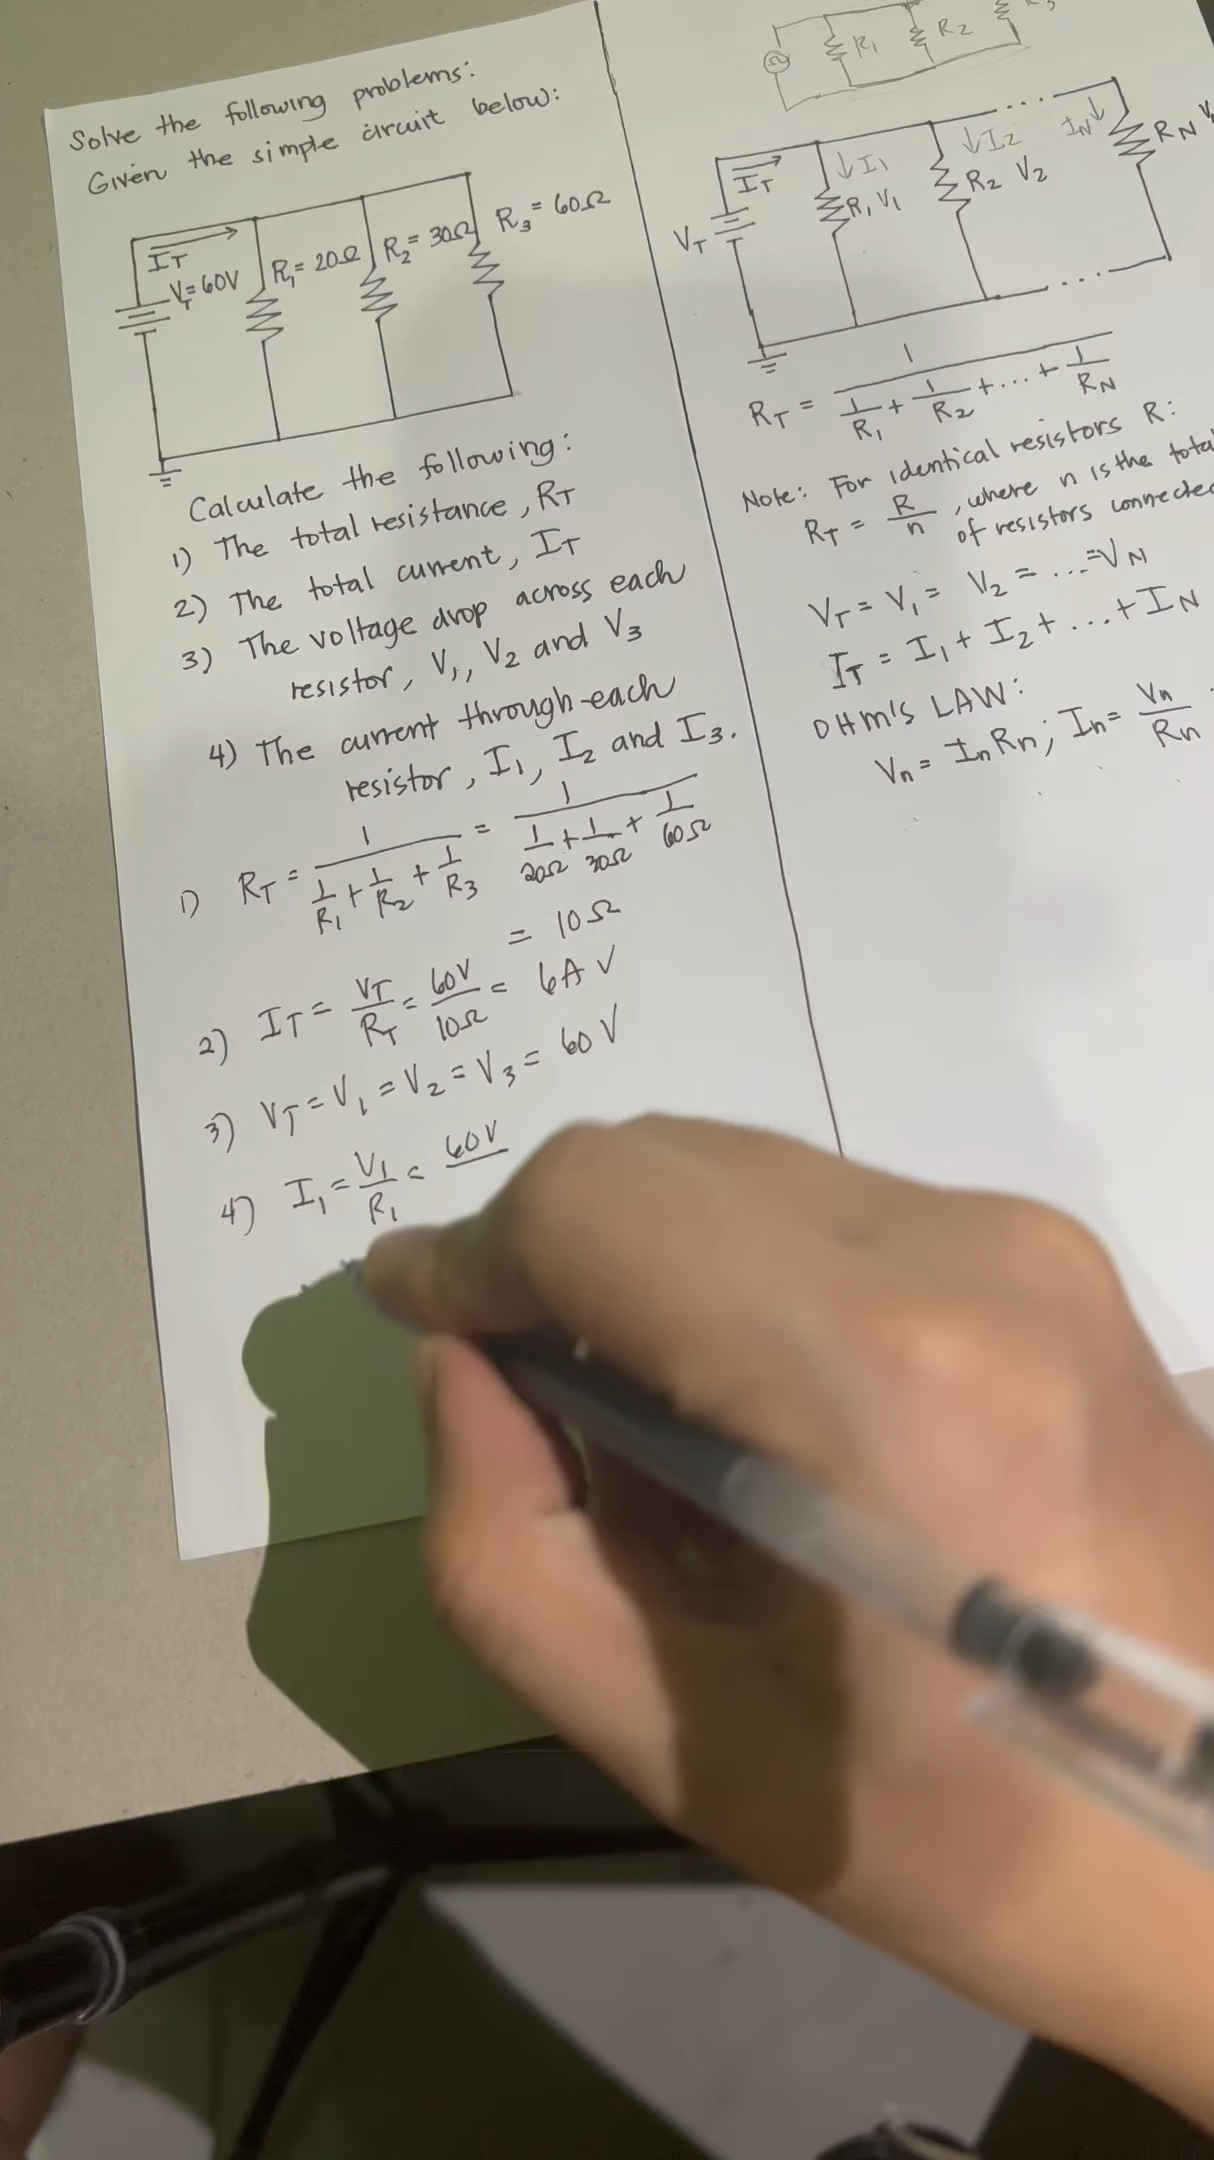 Solve the following problems:
Given the simple circuit below:
IT
VT=60V
R1=20Ω
R2=30Ω
R3=60Ω
Calculate the following:
1) The total resistance, RT
2) The total current, IT
3) The voltage drop across each
resistor, V1, V2 and V3
4) The current through each
resistor, I1, I2 and I3.
1) RT = 1/(1/R1 + 1/R2 + 1/R3) = 1/(1/20Ω + 1/30Ω + 1/60Ω)
= 10Ω
2) IT = VT/RT = 60V/10Ω = 6A V
3) VT = V1 = V2 = V3 = 60V
4) I1 = V1/R1 = 60V
Ω
R1
R2
IT
VT
↓I1
R1 V1
↓I2
R2 V2
IN↓
RN
RT = 1/(1/R1 + 1/R2 + ... + 1/RN)
Note: For identical resistors R:
RT = R/n, where n is the total
of resistors connected
VT = V1 = V2 = ... = VN
IT = I1 + I2 + ... + IN
OHM'S LAW:
Vn = InRn; In = Vn/Rn